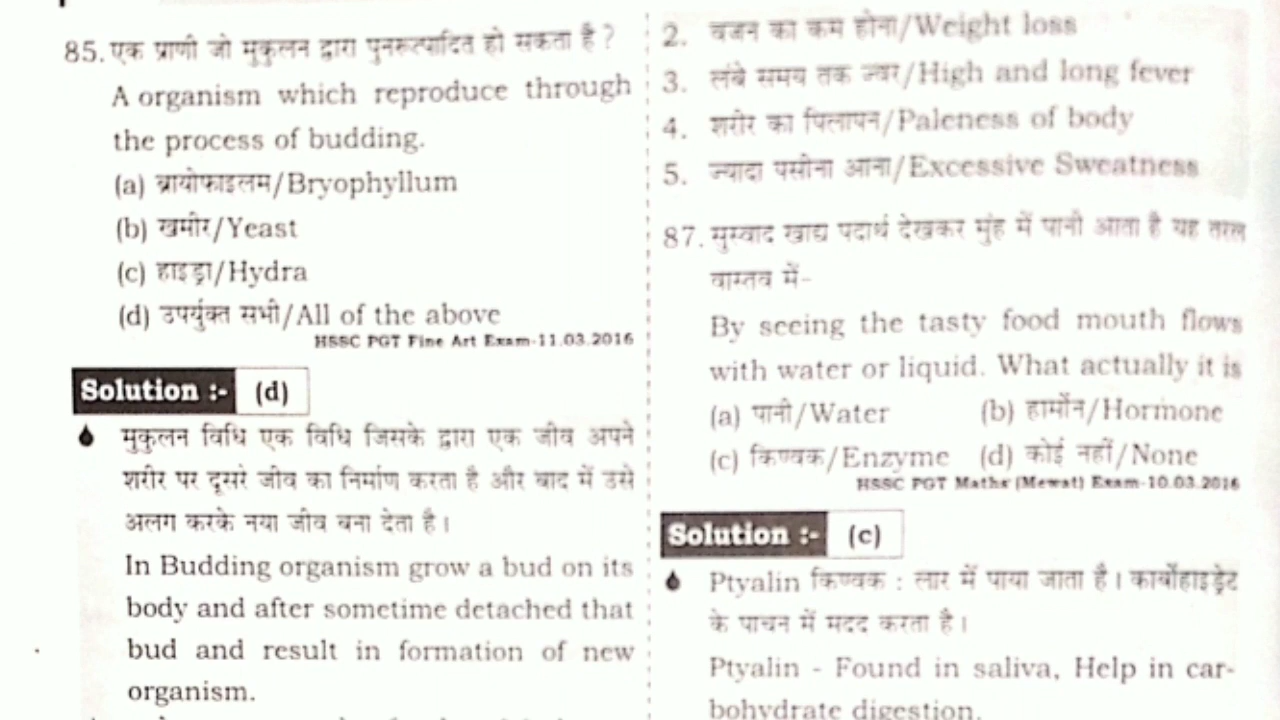 85. एक प्राणी जो मुकुलन द्वारा पुनरूत्पादित हो सकता है ?
A organism which reproduce through
the process of budding.
(a) ब्रायोफाइलम/Bryophyllum
(b) खमीर/Yeast
(c) हाइड्रा/Hydra
(d) उपर्युक्त सभी/All of the above
HSSC PGT Fine Art Exam-11.03.2016
Solution :- (d)
मुकुलन विधि एक विधि जिसके द्वारा एक जीव अपने
शरीर पर दूसरे जीव का निर्माण करता है और बाद में उसे
अलग करके नया जीव बना देता है।
In Budding organism grow a bud on its
body and after sometime detached that
bud and result in formation of new
organism.
2. वजन का कम होना/Weight loss
3. लंबे समय तक ज्वर/High and long fever
4. शरीर का पिलापन/Paleness of body
5. ज्यादा पसीना आना/Excessive Sweatness
87. सुस्वाद खाद्य पदार्थ देखकर मुंह में पानी आता है यह तरल
वास्तव में-
By seeing the tasty food mouth flows
with water or liquid. What actually it is
(a) पानी/Water (b) हार्मोन/Hormone
(c) किण्वक/Enzyme (d) कोई नहीं/None
HSSC PGT Maths (Mewat) Exam-10.03.2016
Solution :- (c)
Ptyalin किण्वक : लार में पाया जाता है। कार्बोहाइड्रेट
के पाचन में मदद करता है।
Ptyalin - Found in saliva, Help in car-
bohydrate digestion.